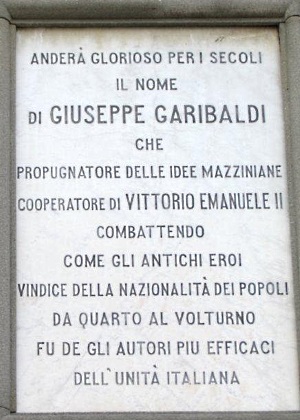 ANDERÀ GLORIOSO PER I SECOLI
IL NOME
DI GIUSEPPE GARIBALDI
CHE
PROPUGNATORE DELLE IDEE MAZZINIANE
COOPERATORE DI VITTORIO EMANUELE II
COMBATTENDO
COME GLI ANTICHI EROI
VINDICE DELLA NAZIONALITÀ DEI POPOLI
DA QUARTO AL VOLTURNO
FU DE GLI AUTORI PIU EFFICACI
DELL'UNITÀ ITALIANA